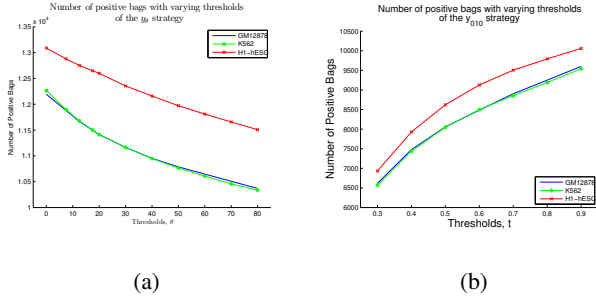 Number of positive bags with varying thresholds
of the yθ strategy
x 10⁴
1.35
1.3
1.25
1.2
1.15
1.1
1.05
1
Number of Positive Bags
0 10 20 30 40 50 60 70 80
Thresholds, θ
GM12878
K562
H1−hESC
(a)
Number of positive bags with varying thresholds
of the y010 strategy
10500
10000
9500
9000
8500
8000
7500
7000
6500
6000
Number of Positive Bags
0.3 0.4 0.5 0.6 0.7 0.8 0.9
Thresholds, t
GM12878
K562
H1−hESC
(b)